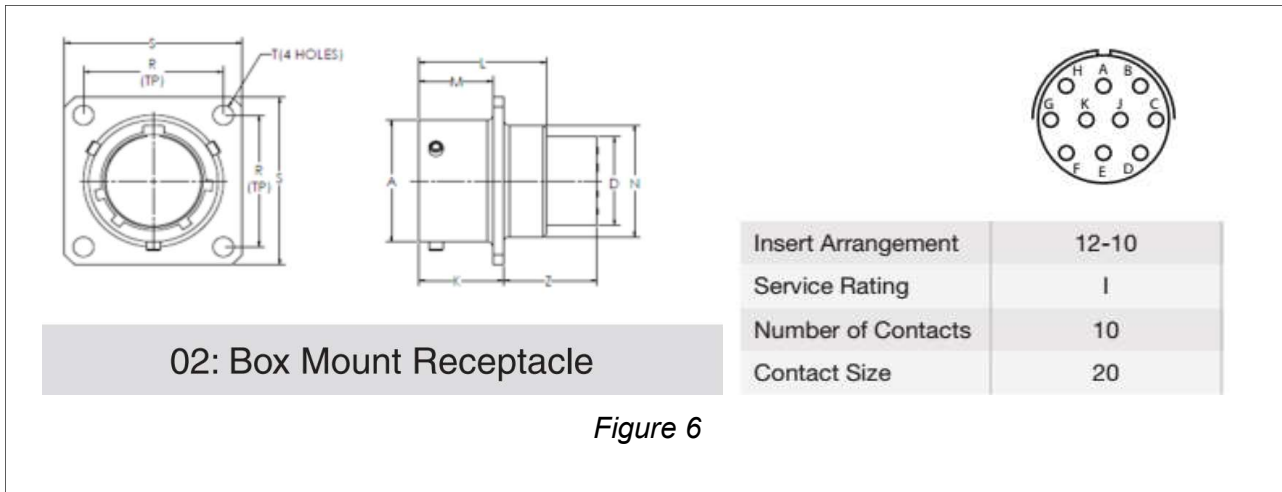 S
R
(TP)
T(4 HOLES)
R
(TP)
S
L
M
A
D
N
K
Z
02: Box Mount Receptacle
H A B
G K J C
F E D
Insert Arrangement 12-10
Service Rating I
Number of Contacts 10
Contact Size 20
Figure 6